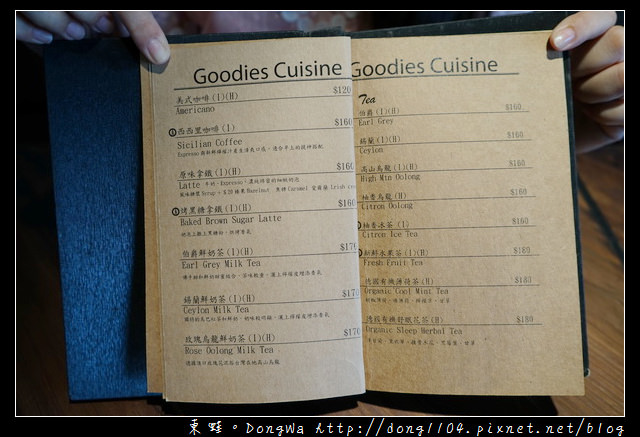 Goodies Cuisine
美式咖啡(I)(H) $120
Americano
西西里咖啡(I) $160
Sicilian Coffee
原味拿鐵(I)(H) $160
Latte
烤黑糖拿鐵(I)(H) $160
Baked Brown Sugar Latte
伯爵鮮奶茶(I)(H) $170
Earl Grey Milk Tea
錫蘭鮮奶茶(I)(H) $170
Ceylon Milk Tea
玫瑰烏龍鮮奶茶(I)(H) $170
Rose Oolong Milk Tea
Goodies Cuisine
Tea
伯爵(I)(H) $160
Earl Grey
錫蘭(I)(H) $160
Ceylon
高山烏龍(I)(H) $160
High Mtn Oolong
柚香烏龍(H) $160
Citron Oolong
柚香冰茶(I) $160
Citron Ice Tea
新鮮水果茶(I)(H) $180
Fresh Fruit Tea
德國有機薄荷茶(H) $180
Organic Cool Mint Tea
德國有機舒眠花茶(H) $180
Organic Sleep Herbal Tea
東野。DongWa http://dong1104.pixnet.net/blog